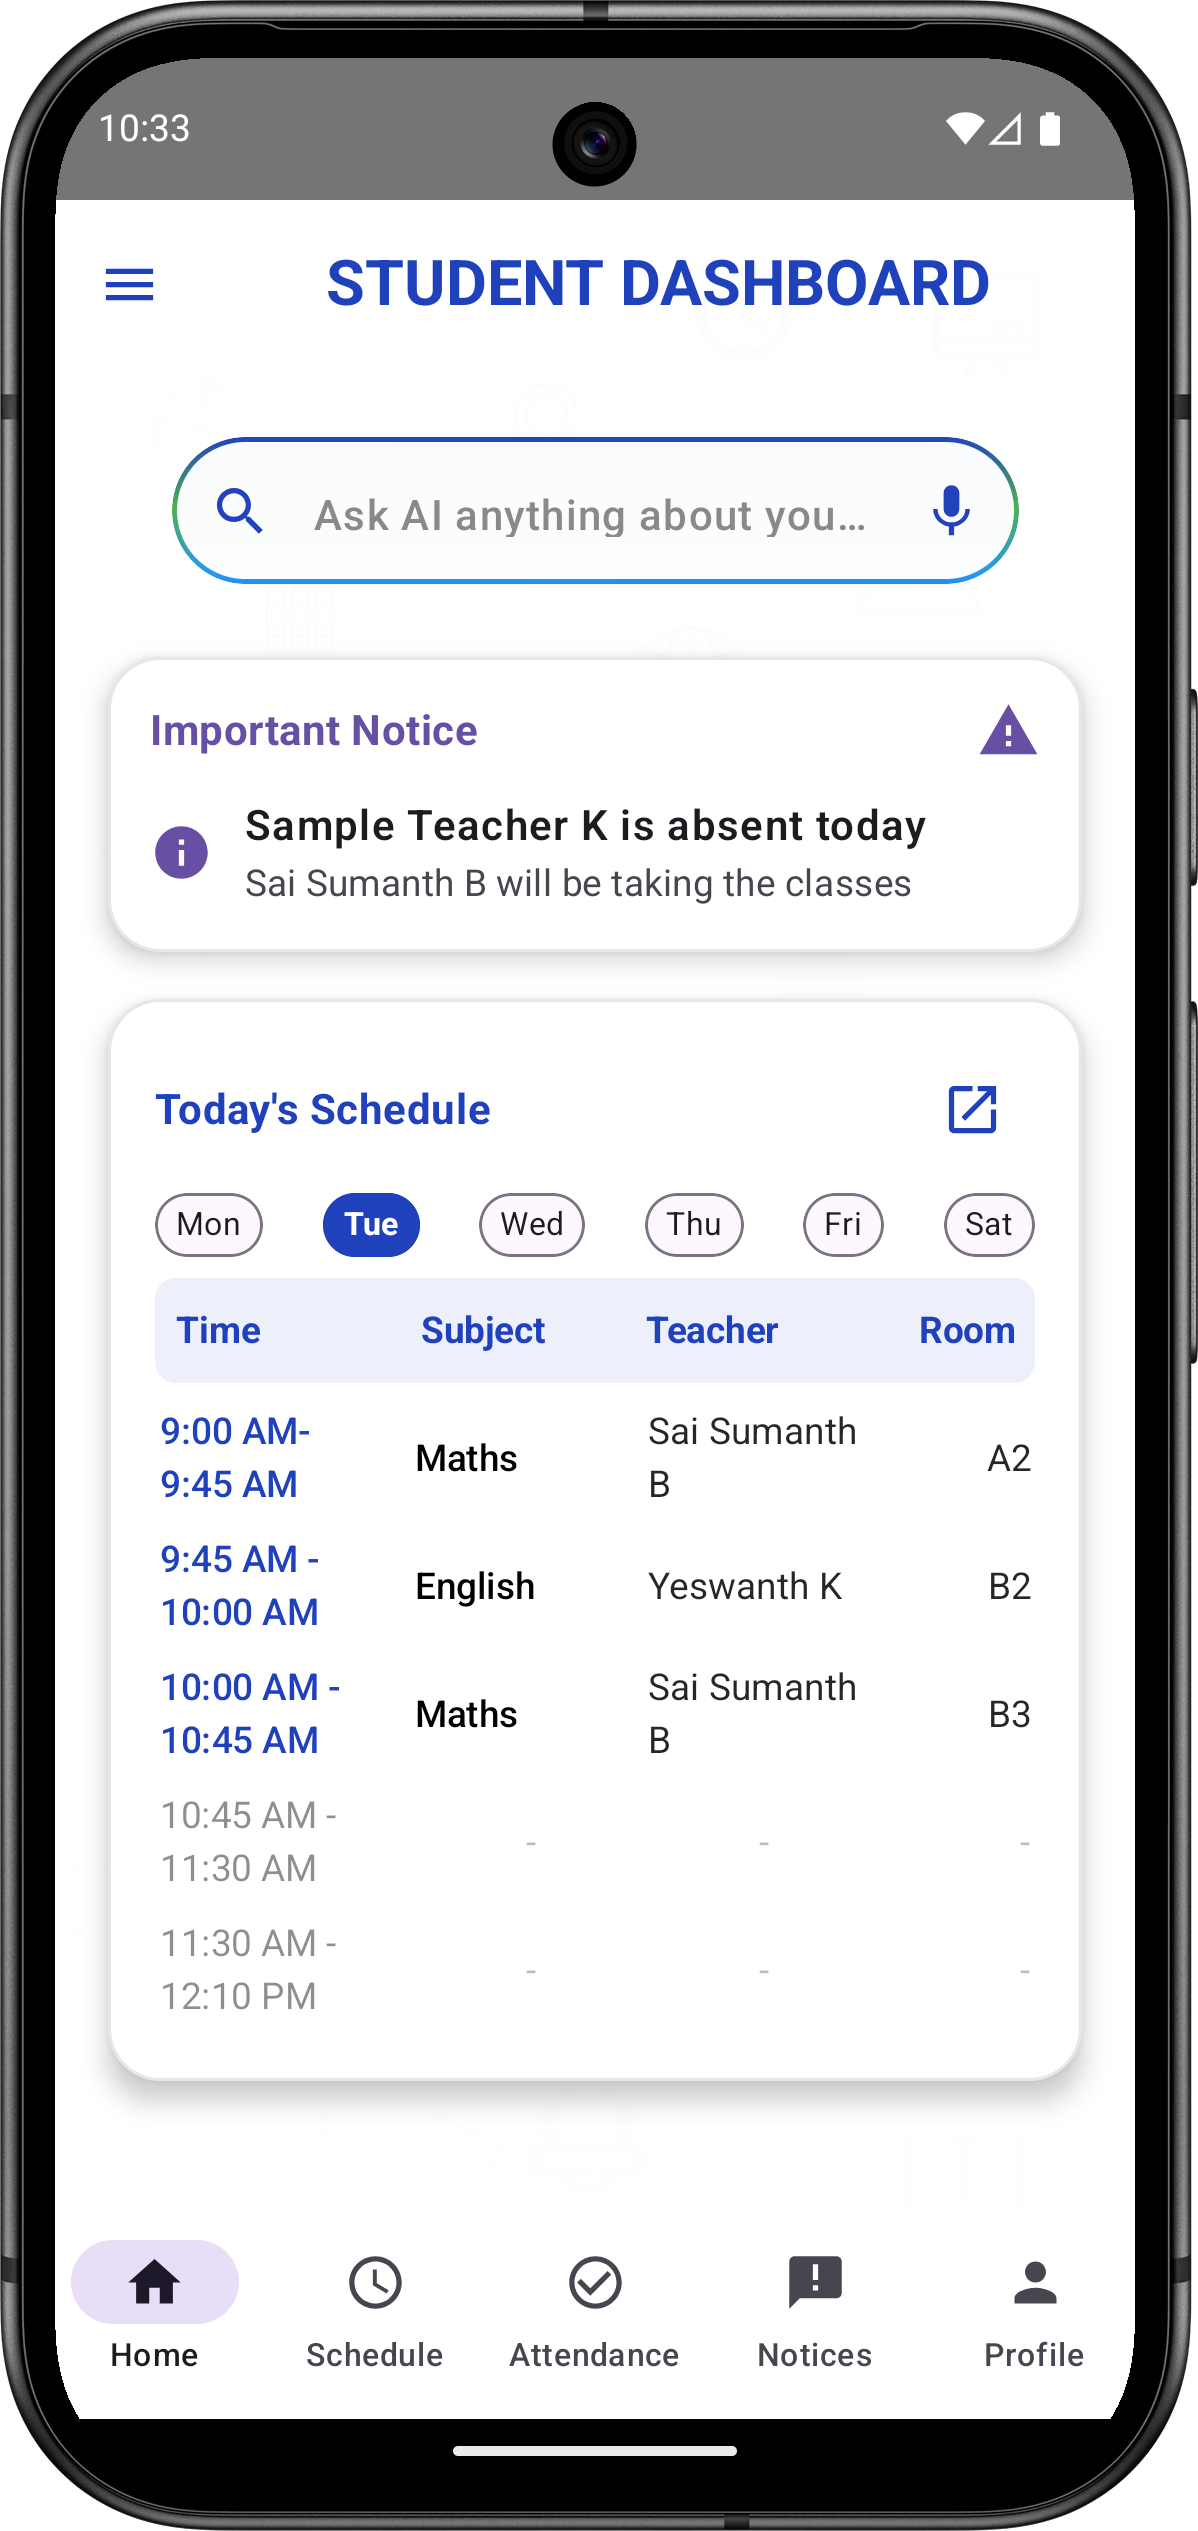 10:33
STUDENT DASHBOARD
Ask AI anything about you...
Important Notice
Sample Teacher K is absent today
Sai Sumanth B will be taking the classes
Today's Schedule
Mon Tue Wed Thu Fri Sat
Time Subject Teacher Room
9:00 AM-
9:45 AM
Maths
Sai Sumanth
B
A2
9:45 AM -
10:00 AM
English
Yeswanth K
B2
10:00 AM -
10:45 AM
Maths
Sai Sumanth
B
B3
10:45 AM -
11:30 AM
- - -
11:30 AM -
12:10 PM
- - -
Home Schedule Attendance Notices Profile